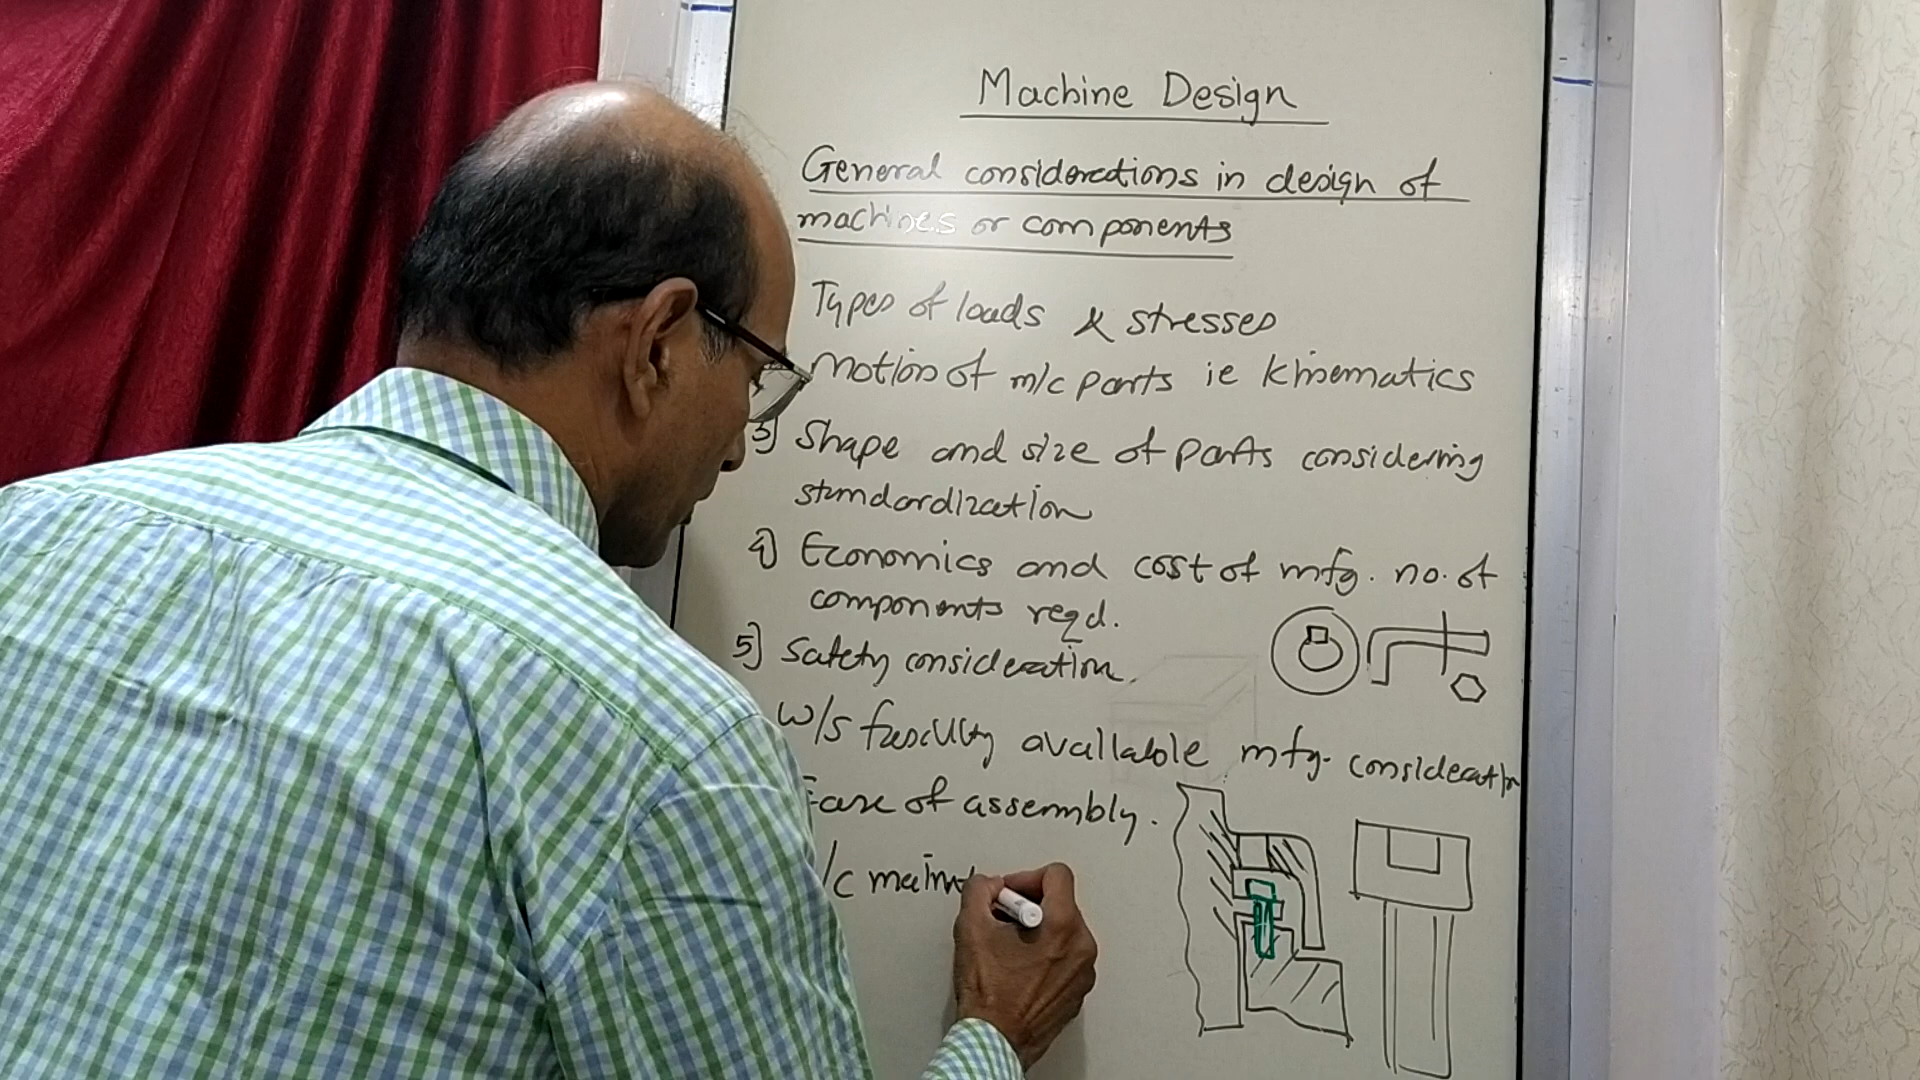 Machine Design
General considerations in design of
machines or components
Types of loads & stresses
Motion of m/c parts ie kinematics
3) Shape and size of parts considering
standardization
4) Economics and cost of mfg. no. of
components reqd.
5) Safety consideration.
w/s facility available mfg. consideration
Ease of assembly.
/c maint